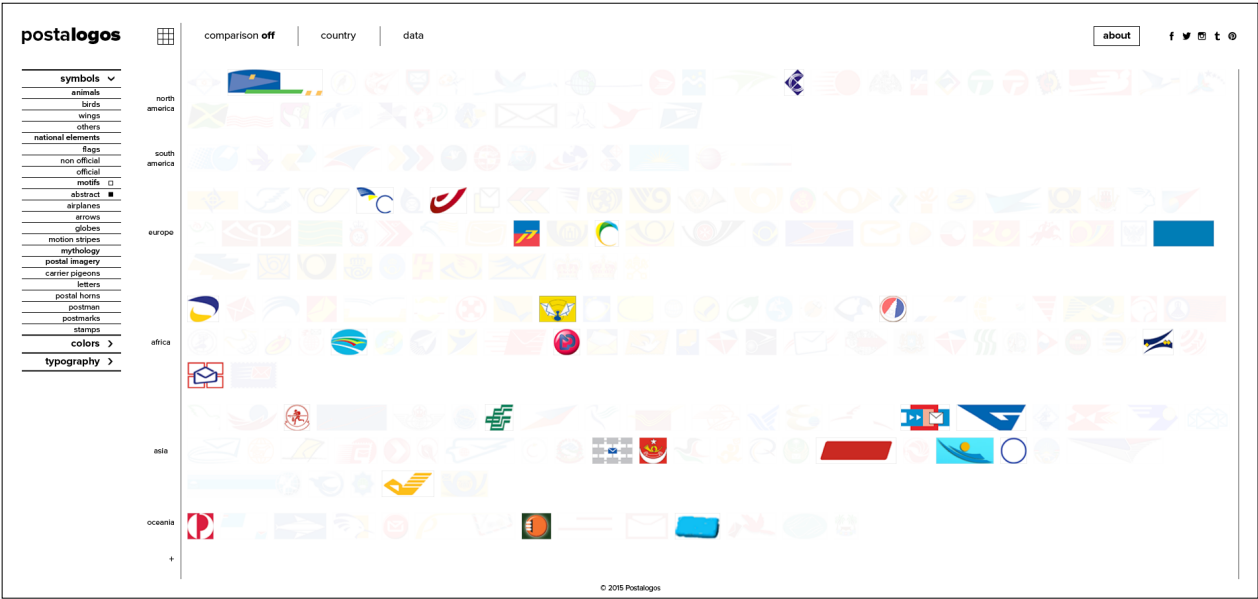 postalogos
comparison off
country
data
about
symbols
animals
birds
wings
others
national elements
flags
non official
official
motifs
abstract
airplanes
arrows
globes
motion stripes
mythology
postal imagery
carrier pigeons
letters
postal horns
postman
postmarks
stamps
colors
typography
north
america
south
america
europe
africa
asia
oceania
+
© 2015 Postalogos